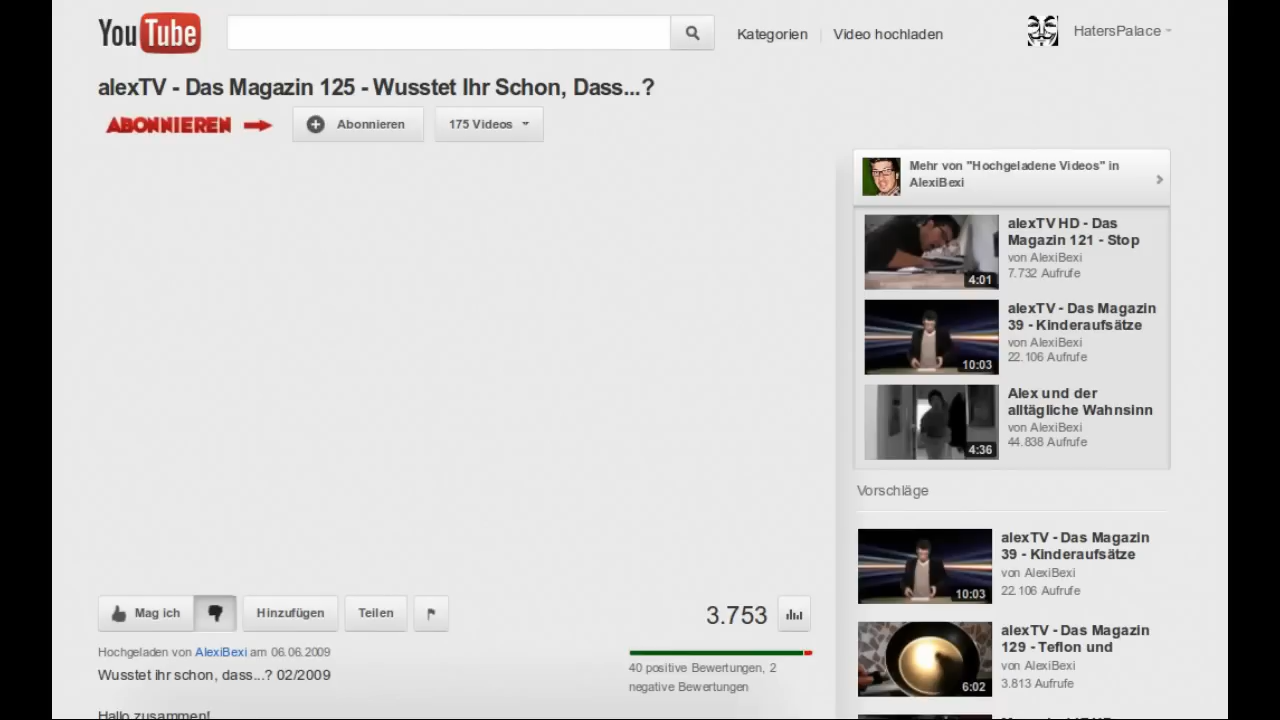 YouTube
Kategorien
Video hochladen
HatersPalace
alexTV - Das Magazin 125 - Wusstet Ihr Schon, Dass...?
ABONNIEREN
Abonnieren
175 Videos
Mehr von "Hochgeladene Videos" in
AlexiBexi
alexTV HD - Das
Magazin 121 - Stop
von AlexiBexi
7.732 Aufrufe
4:01
alexTV - Das Magazin
39 - Kinderaufsätze
von AlexiBexi
22.106 Aufrufe
10:03
Alex und der
alltägliche Wahnsinn
von AlexiBexi
44.838 Aufrufe
4:36
Vorschläge
alexTV - Das Magazin
39 - Kinderaufsätze
von AlexiBexi
22.106 Aufrufe
10:03
alexTV - Das Magazin
129 - Teflon und
von AlexiBexi
3.813 Aufrufe
6:02
Mag ich
Hinzufügen
Teilen
3.753
Hochgeladen von AlexiBexi am 06.06.2009
40 positive Bewertungen, 2
negative Bewertungen
Wusstet ihr schon, dass...? 02/2009
Hallo zusammen!